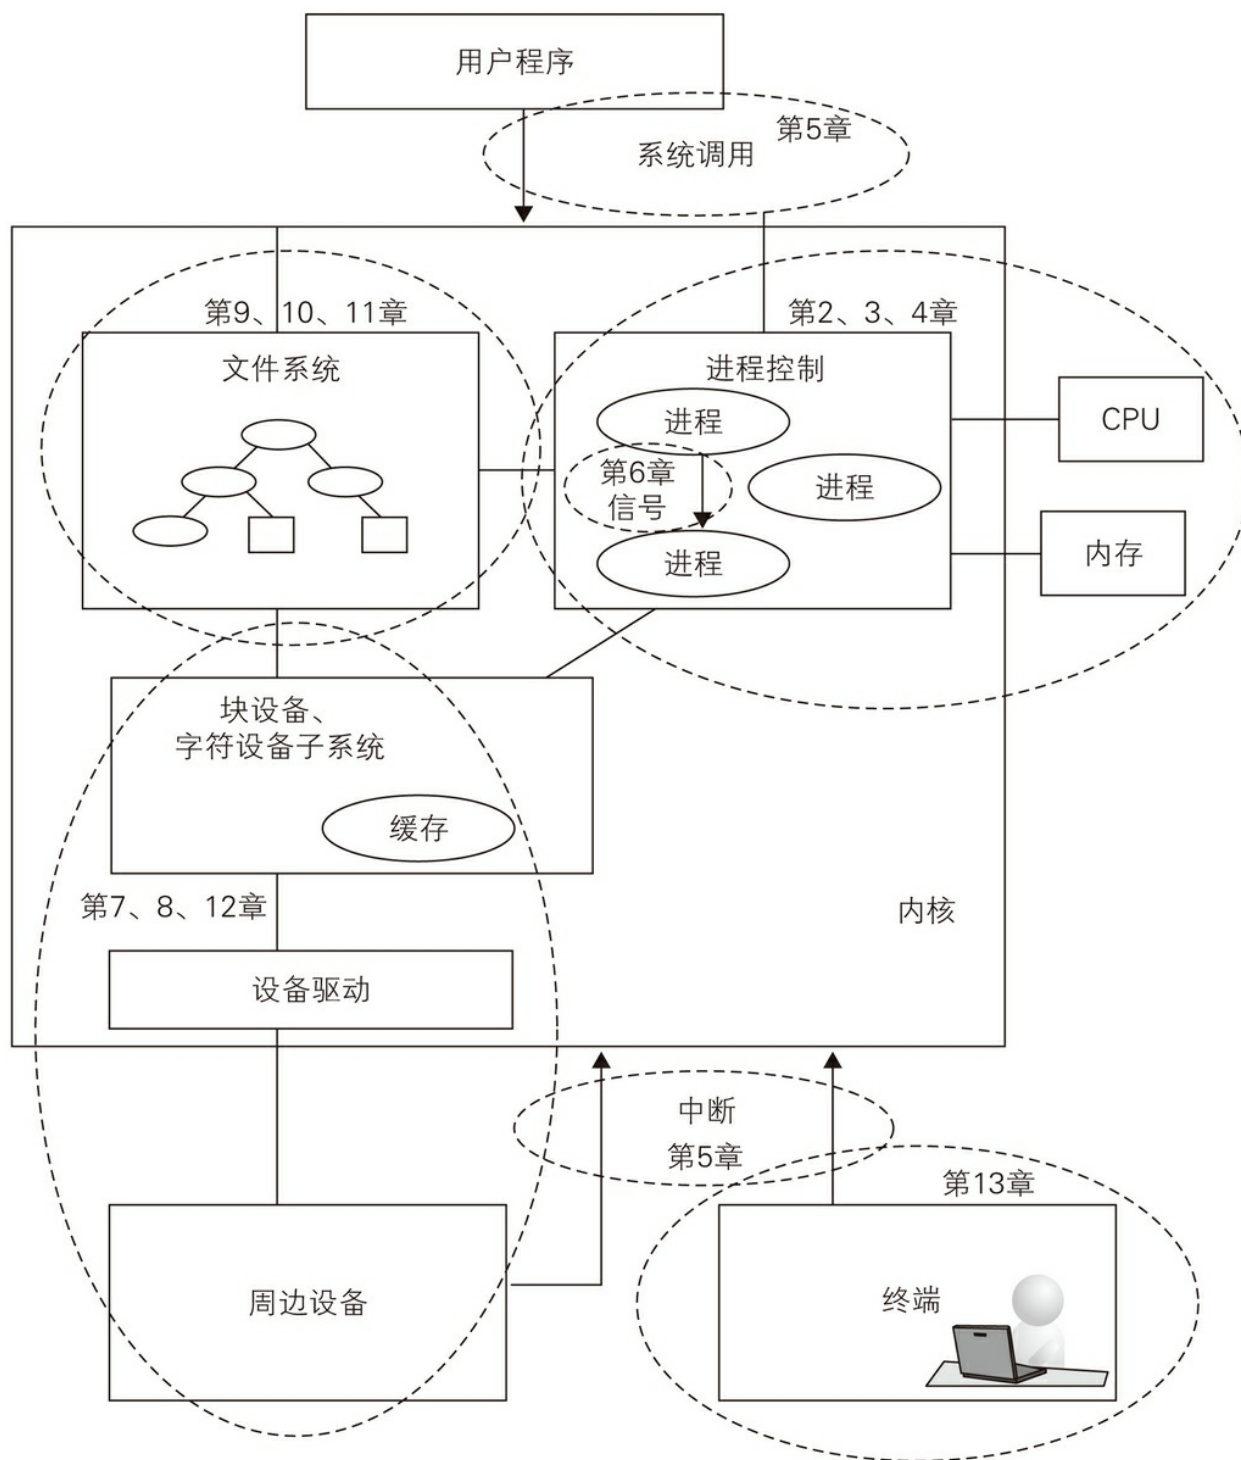 用户程序
第5章
系统调用
第9、10、11章
第2、3、4章
文件系统
进程控制
进程
CPU
第6章
信号
进程
内存
进程
块设备、
字符设备子系统
缓存
第7、8、12章
内核
设备驱动
中断
第5章
第13章
周边设备
终端